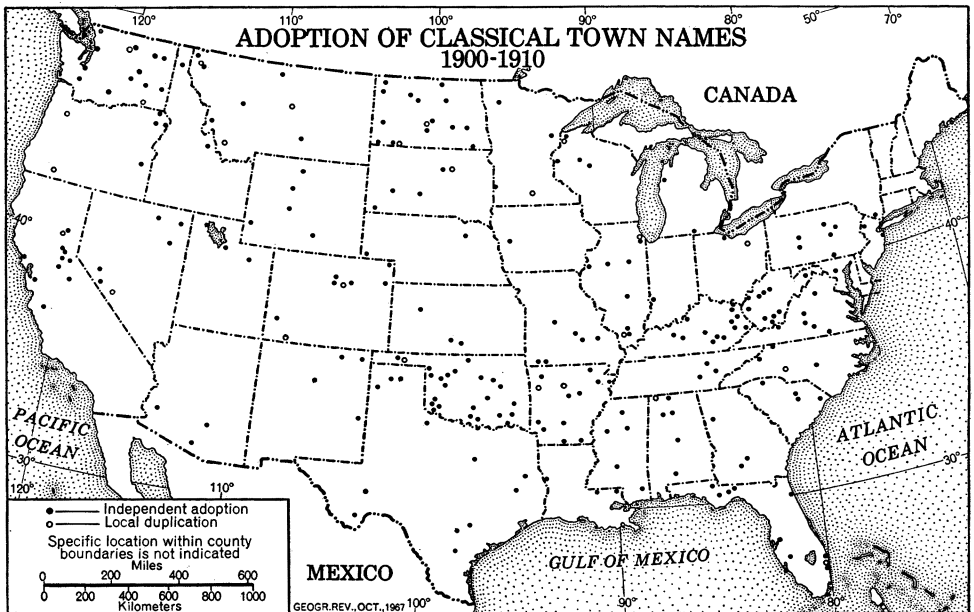 120°
110°
100°
90°
80°
50°
70°
ADOPTION OF CLASSICAL TOWN NAMES
1900-1910
CANADA
40°
40°
PACIFIC
OCEAN
30°
120°
110°
ATLANTIC
OCEAN
30°
Independent adoption
Local duplication
Specific location within county
boundaries is not indicated
Miles
0 200 400 600
0 200 400 600 800 1000
Kilometers
MEXICO
GULF OF MEXICO
GEOGR.REV.,OCT.,1967
100°
90°
80°